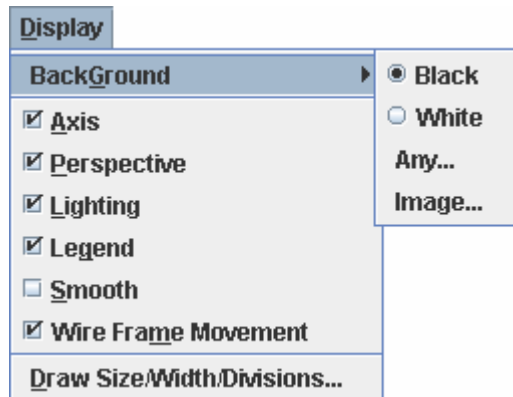 Display
BackGround
Black
White
Any...
Image...
Axis
Perspective
Lighting
Legend
Smooth
Wire Frame Movement
Draw Size/Width/Divisions...